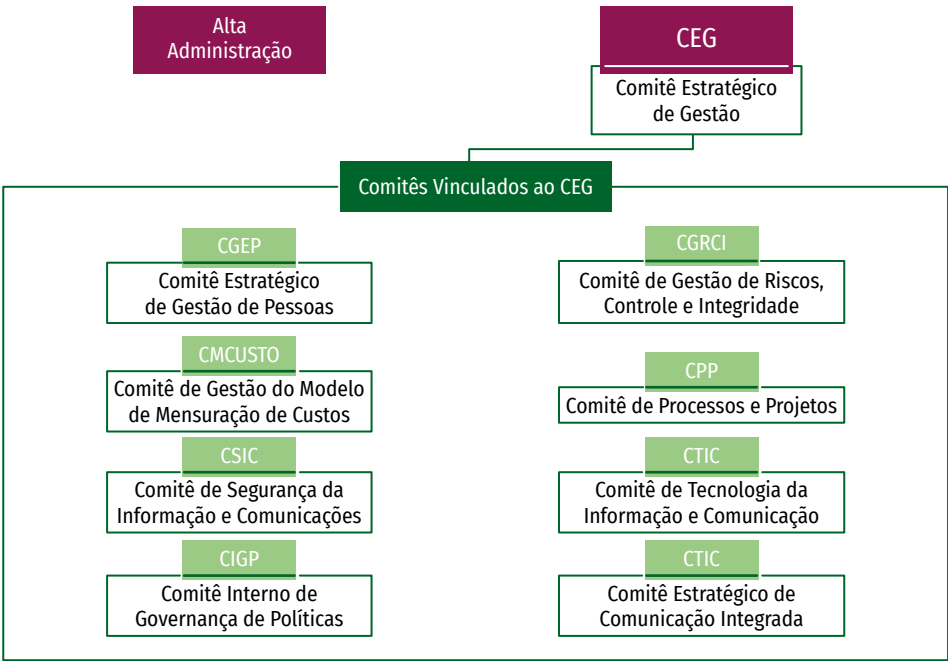 Alta
Administração
CEG
Comitê Estratégico
de Gestão
Comitês Vinculados ao CEG
CGEP
Comitê Estratégico
de Gestão de Pessoas
CGRCI
Comitê de Gestão de Riscos,
Controle e Integridade
CMCUSTO
Comitê de Gestão do Modelo
de Mensuração de Custos
CPP
Comitê de Processos e Projetos
CSIC
Comitê de Segurança da
Informação e Comunicações
CTIC
Comitê de Tecnologia da
Informação e Comunicação
CIGP
Comitê Interno de
Governança de Políticas
CTIC
Comitê Estratégico de
Comunicação Integrada